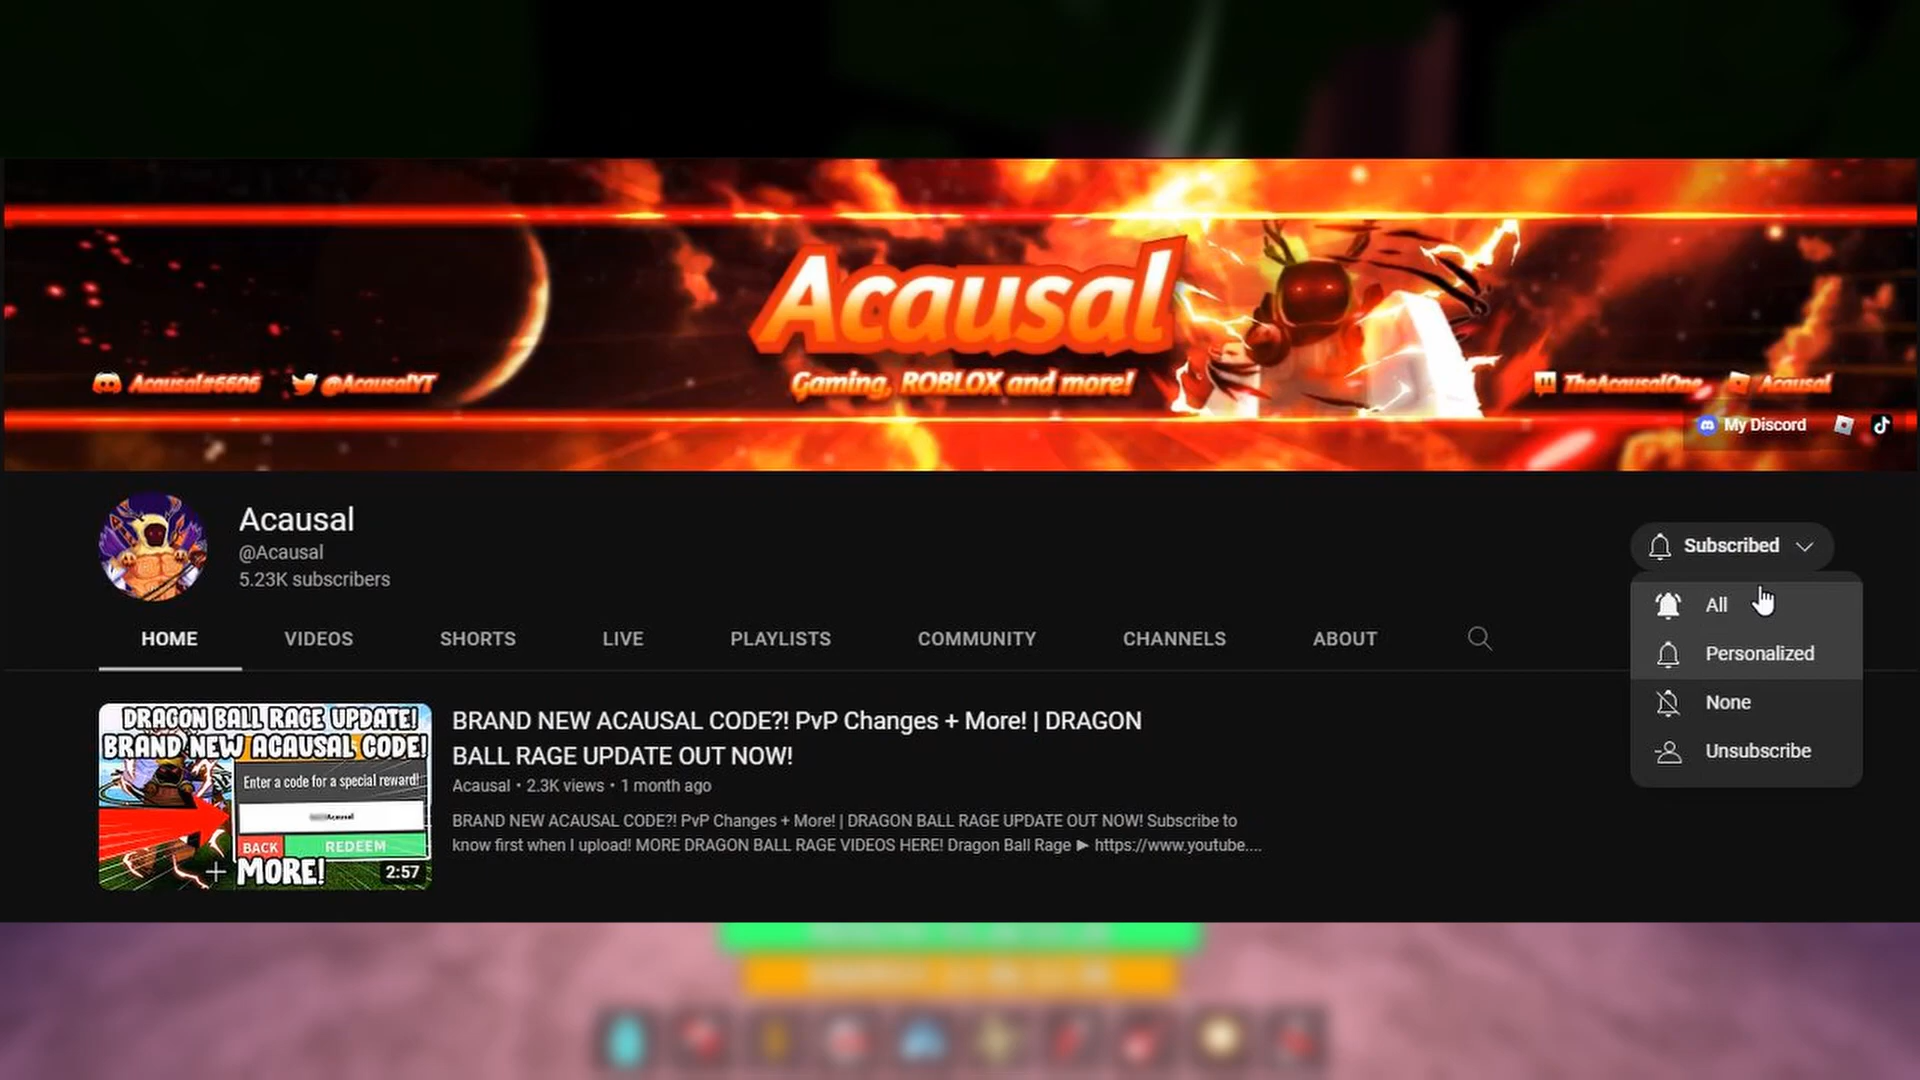 Acausal
Gaming, ROBLOX and more!
Acausal#6606
@AcausalYT
TheAcausalOne
Acausal
My Discord
Acausal
@Acausal
5.23K subscribers
Subscribed
All
Personalized
None
Unsubscribe
HOME
VIDEOS
SHORTS
LIVE
PLAYLISTS
COMMUNITY
CHANNELS
ABOUT
DRAGON BALL RAGE UPDATE!
BRAND NEW ACAUSAL CODE!
Enter a code for a special reward!
Acausal
BACK
REDEEM
+ MORE!
2:57
BRAND NEW ACAUSAL CODE?! PvP Changes + More! | DRAGON
BALL RAGE UPDATE OUT NOW!
Acausal • 2.3K views • 1 month ago
BRAND NEW ACAUSAL CODE?! PvP Changes + More! | DRAGON BALL RAGE UPDATE OUT NOW! Subscribe to
know first when I upload! MORE DRAGON BALL RAGE VIDEOS HERE! Dragon Ball Rage ► https://www.youtube....